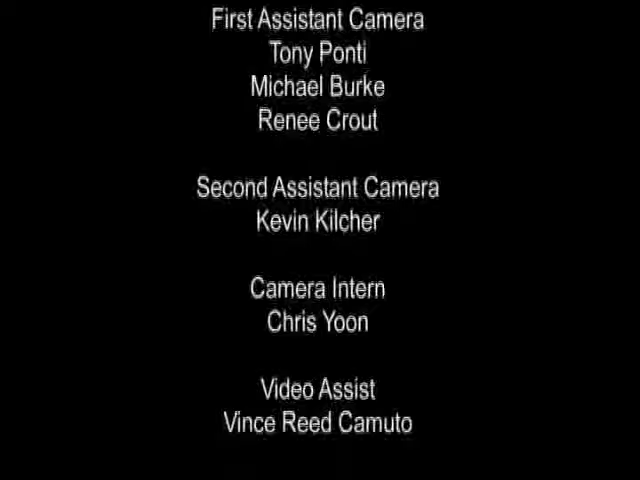 First Assistant Camera
Tony Ponti
Michael Burke
Renee Crout
Second Assistant Camera
Kevin Kilcher
Camera Intern
Chris Yoon
Video Assist
Vince Reed Camuto